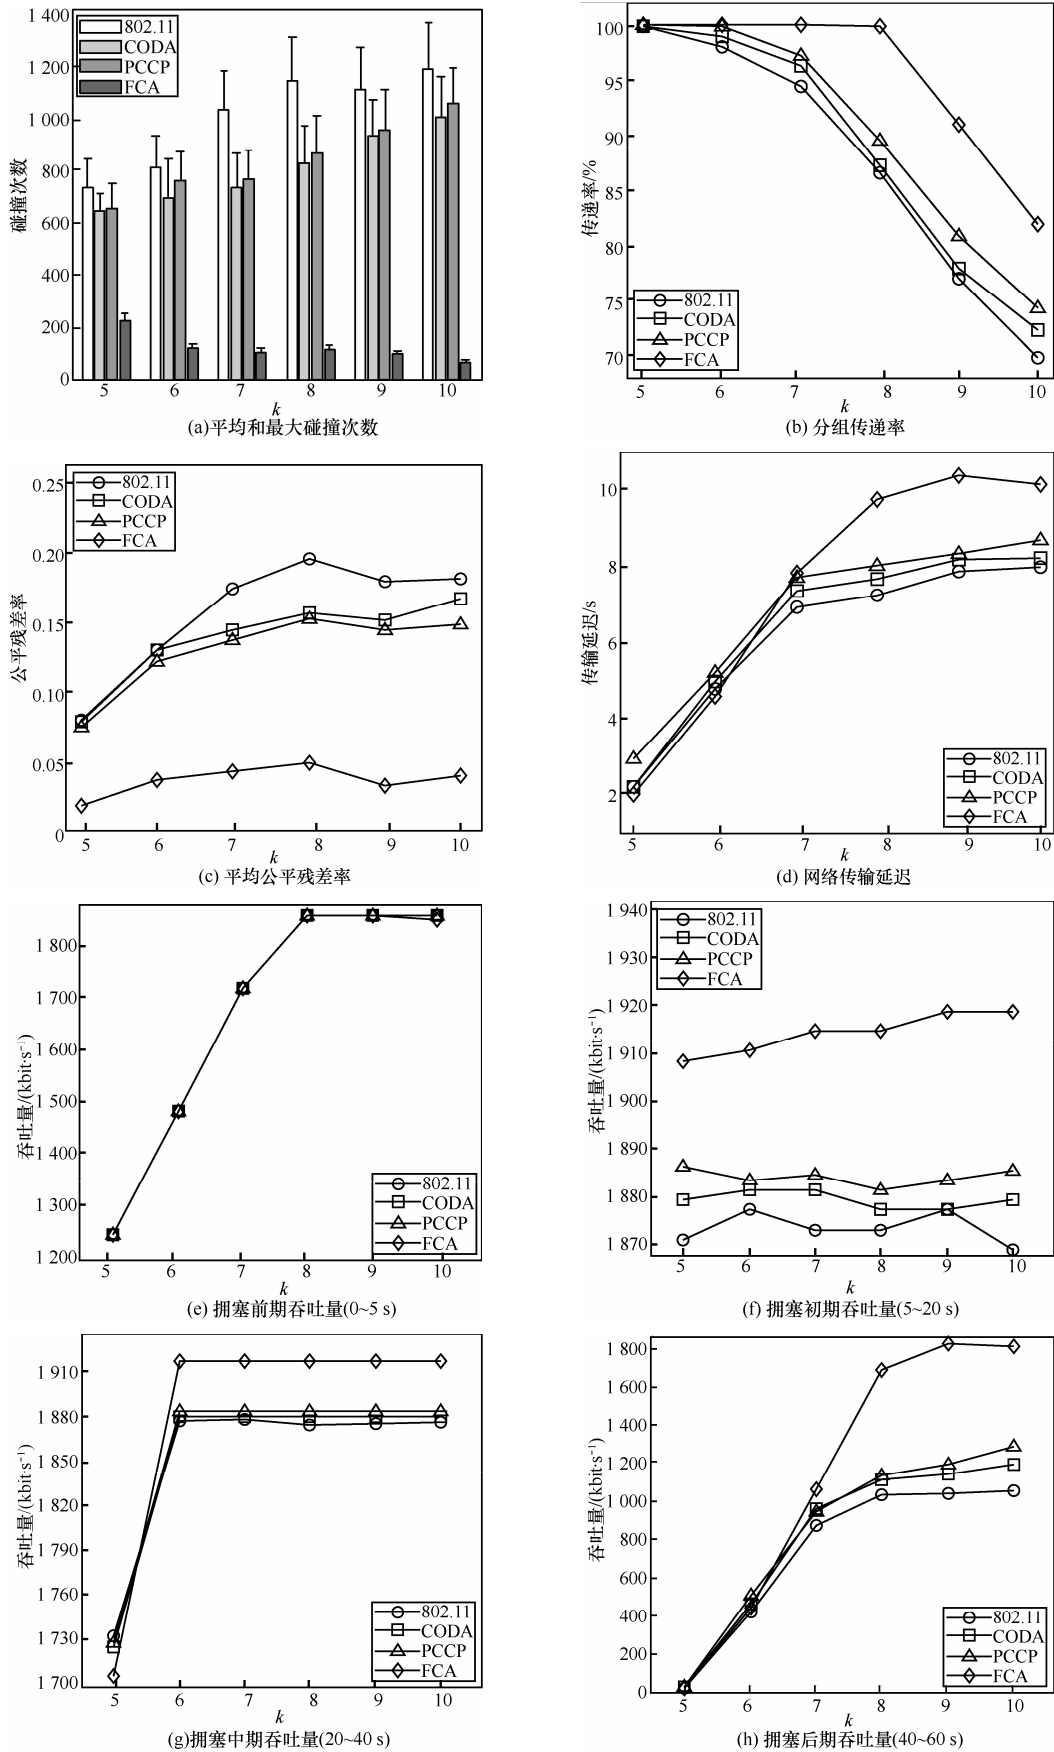 1 400
1 200
1 000
800
600
400
200
0
碰撞次数
802.11
CODA
PCCP
FCA
5 6 7 8 9 10
k
(a)平均和最大碰撞次数
100
95
90
85
80
75
70
传递率/%
802.11
CODA
PCCP
FCA
5 6 7 8 9 10
k
(b) 分组传递率
0.25
0.20
0.15
0.10
0.05
0
公平残差率
802.11
CODA
PCCP
FCA
5 6 7 8 9 10
k
(c) 平均公平残差率
10
8
6
4
2
传输延迟/s
802.11
CODA
PCCP
FCA
5 6 7 8 9 10
k
(d) 网络传输延迟
1 800
1 700
1 600
1 500
1 400
1 300
1 200
吞吐量/(kbit·s⁻¹)
802.11
CODA
PCCP
FCA
5 6 7 8 9 10
k
(e) 拥塞前期吞吐量(0~5 s)
1 940
1 930
1 920
1 910
1 900
1 890
1 880
1 870
吞吐量/(kbit·s⁻¹)
802.11
CODA
PCCP
FCA
5 6 7 8 9 10
k
(f) 拥塞初期吞吐量(5~20 s)
1 910
1 880
1 850
1 820
1 790
1 760
1 730
1 700
吞吐量/(kbit·s⁻¹)
802.11
CODA
PCCP
FCA
5 6 7 8 9 10
k
(g)拥塞中期吞吐量(20~40 s)
1 800
1 600
1 400
1 200
1 000
800
600
400
200
0
吞吐量/(kbit·s⁻¹)
802.11
CODA
PCCP
FCA
5 6 7 8 9 10
k
(h) 拥塞后期吞吐量(40~60 s)